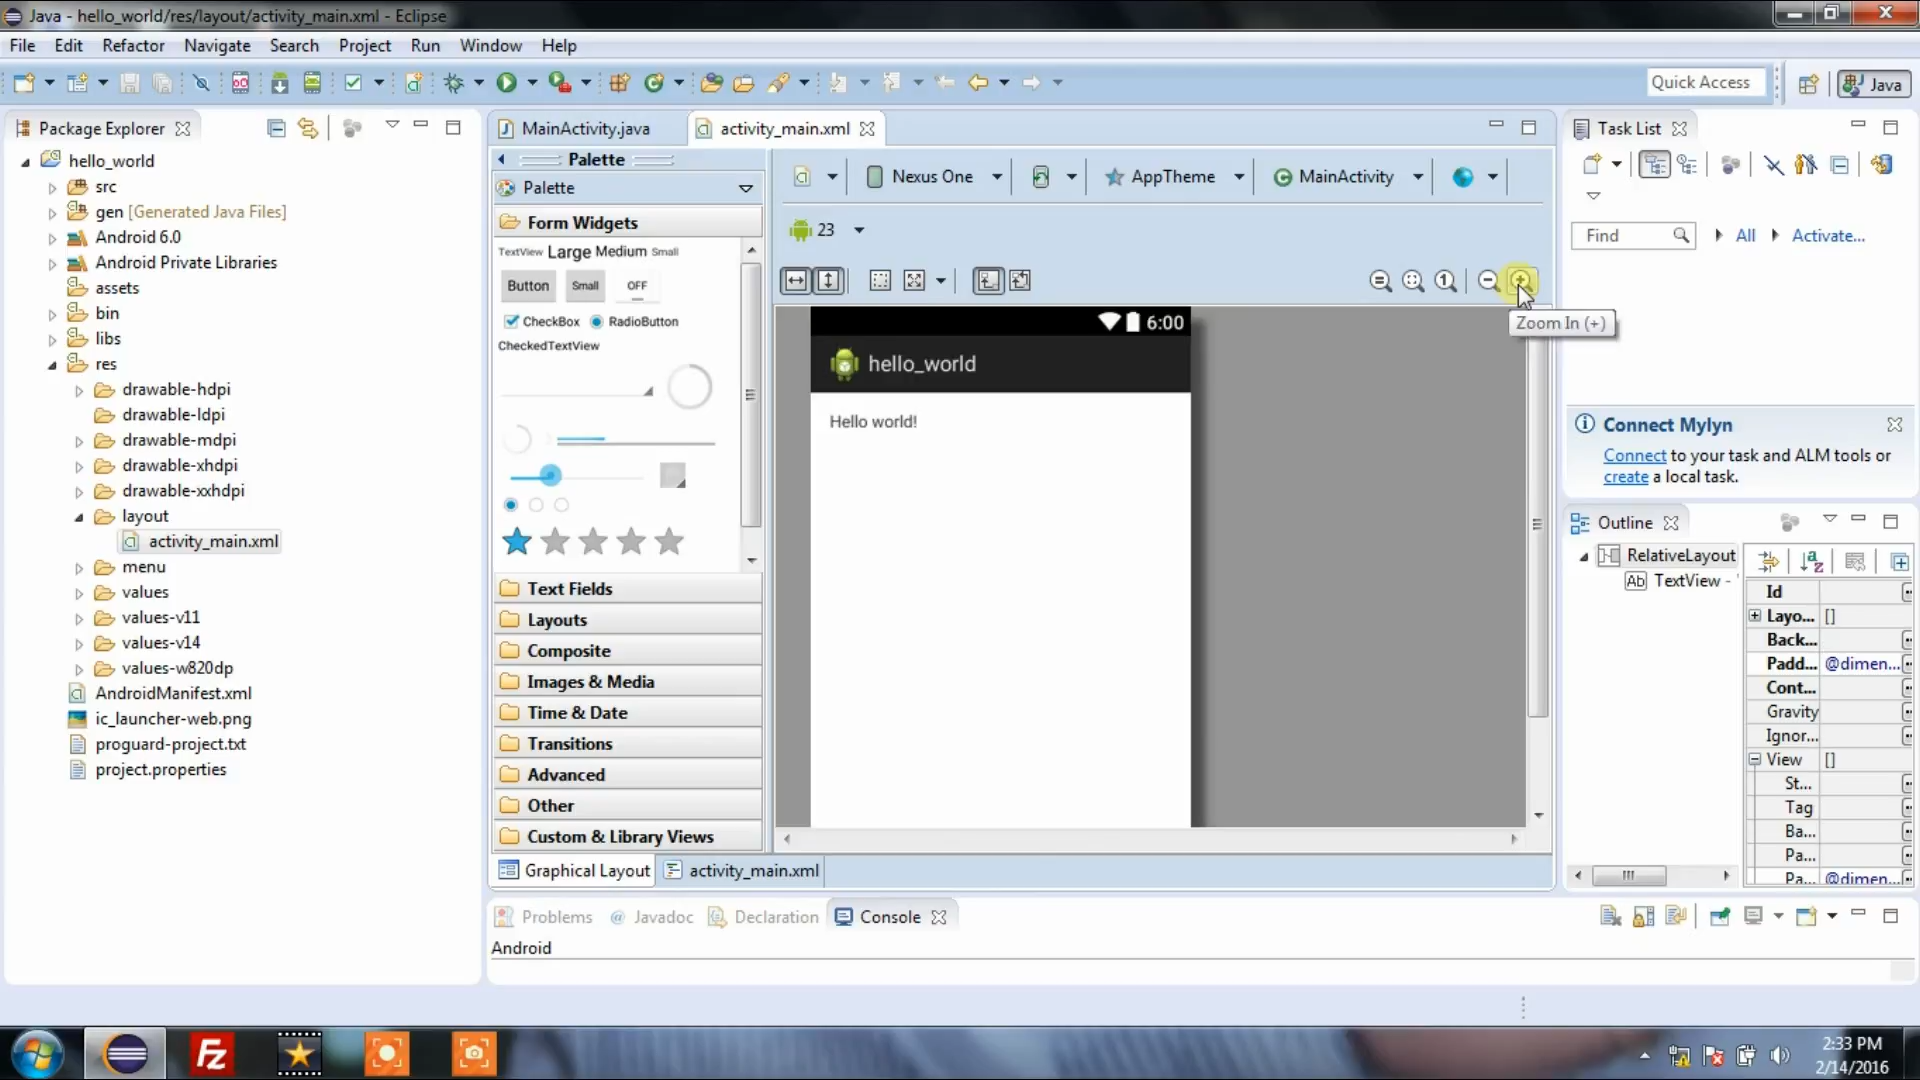 Java - hello_world/res/layout/activity_main.xml - Eclipse
File Edit Refactor Navigate Search Project Run Window Help
Quick Access
Java
Package Explorer
hello_world
src
gen [Generated Java Files]
Android 6.0
Android Private Libraries
assets
bin
libs
res
drawable-hdpi
drawable-ldpi
drawable-mdpi
drawable-xhdpi
drawable-xxhdpi
layout
activity_main.xml
menu
values
values-v11
values-v14
values-w820dp
AndroidManifest.xml
ic_launcher-web.png
proguard-project.txt
project.properties
MainActivity.java
activity_main.xml
Palette
Palette
Form Widgets
TextView Large Medium Small
Button Small OFF
CheckBox RadioButton
CheckedTextView
Text Fields
Layouts
Composite
Images & Media
Time & Date
Transitions
Advanced
Other
Custom & Library Views
Graphical Layout
activity_main.xml
Nexus One
AppTheme
MainActivity
23
Zoom In (+)
6:00
hello_world
Hello world!
Task List
Find
All
Activate...
Connect Mylyn
Connect to your task and ALM tools or
create a local task.
Outline
RelativeLayout
Ab TextView - 
Id
Layo... []
Back...
Padd... @dimen...
Cont...
Gravity
Ignor...
View []
St...
Tag
Ba...
Pa...
Pa... @dimen...
Problems
@ Javadoc
Declaration
Console
Android
Fz
2:33 PM
2/14/2016